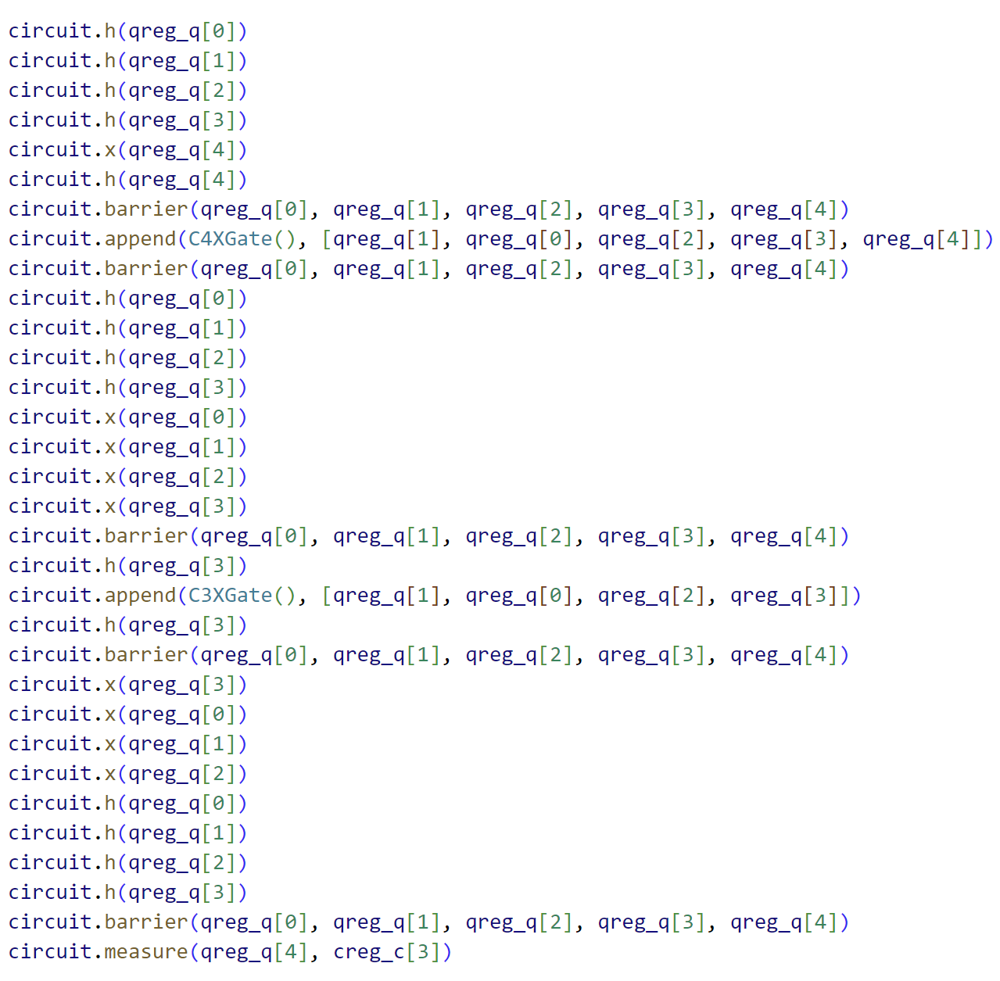 circuit.h(qreg_q[0])
circuit.h(qreg_q[1])
circuit.h(qreg_q[2])
circuit.h(qreg_q[3])
circuit.x(qreg_q[4])
circuit.h(qreg_q[4])
circuit.barrier(qreg_q[0], qreg_q[1], qreg_q[2], qreg_q[3], qreg_q[4])
circuit.append(C4XGate(), [qreg_q[1], qreg_q[0], qreg_q[2], qreg_q[3], qreg_q[4]])
circuit.barrier(qreg_q[0], qreg_q[1], qreg_q[2], qreg_q[3], qreg_q[4])
circuit.h(qreg_q[0])
circuit.h(qreg_q[1])
circuit.h(qreg_q[2])
circuit.h(qreg_q[3])
circuit.x(qreg_q[0])
circuit.x(qreg_q[1])
circuit.x(qreg_q[2])
circuit.x(qreg_q[3])
circuit.barrier(qreg_q[0], qreg_q[1], qreg_q[2], qreg_q[3], qreg_q[4])
circuit.h(qreg_q[3])
circuit.append(C3XGate(), [qreg_q[1], qreg_q[0], qreg_q[2], qreg_q[3]])
circuit.h(qreg_q[3])
circuit.barrier(qreg_q[0], qreg_q[1], qreg_q[2], qreg_q[3], qreg_q[4])
circuit.x(qreg_q[3])
circuit.x(qreg_q[0])
circuit.x(qreg_q[1])
circuit.x(qreg_q[2])
circuit.h(qreg_q[0])
circuit.h(qreg_q[1])
circuit.h(qreg_q[2])
circuit.h(qreg_q[3])
circuit.barrier(qreg_q[0], qreg_q[1], qreg_q[2], qreg_q[3], qreg_q[4])
circuit.measure(qreg_q[4], creg_c[3])